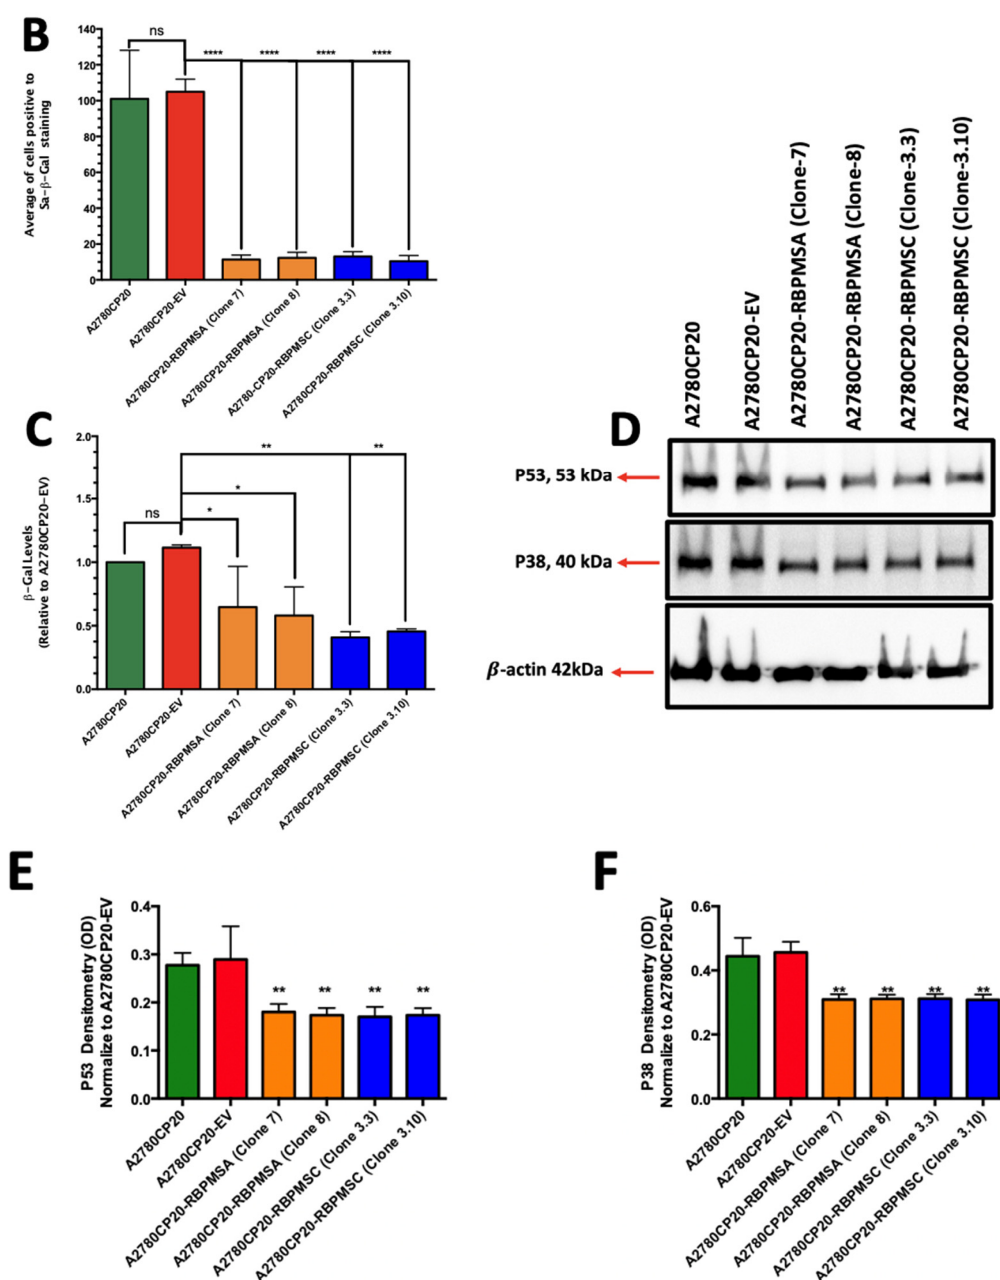 B
Average of cells positive to
Sa-β-Gal staining
140
120
100
80
60
40
20
0
ns
****
****
****
****
A2780CP20
A2780CP20-EV
A2780CP20-RBPMSA (Clone 7)
A2780CP20-RBPMSA (Clone 8)
A2780-CP20-RBPMSC (Clone 3.3)
A2780CP20-RBPMSC (Clone 3.10)
C
β-Gal Levels
(Relative to A2780CP20-EV)
2.0
1.5
1.0
0.5
0.0
ns
*
*
**
**
A2780CP20
A2780CP20-EV
A2780CP20-RBPMSA (Clone 7)
A2780CP20-RBPMSA (Clone 8)
A2780CP20-RBPMSC (Clone 3.3)
A2780CP20-RBPMSC (Clone 3.10)
D
A2780CP20
A2780CP20-EV
A2780CP20-RBPMSA (Clone-7)
A2780CP20-RBPMSA (Clone-8)
A2780CP20-RBPMSC (Clone-3.3)
A2780CP20-RBPMSC (Clone-3.10)
P53, 53 kDa
P38, 40 kDa
β-actin 42kDa
E
P53 Densitometry (OD)
Normalize to A2780CP20-EV
0.4
0.3
0.2
0.1
0.0
**
**
**
**
A2780CP20
A2780CP20-EV
A2780CP20-RBPMSA (Clone 7)
A2780CP20-RBPMSA (Clone 8)
A2780CP20-RBPMSC (Clone 3.3)
A2780CP20-RBPMSC (Clone 3.10)
F
P38 Densitometry (OD)
Normalize to A2780CP20-EV
0.6
0.4
0.2
0.0
**
**
**
**
A2780CP20
A2780CP20-EV
A2780CP20-RBPMSA (Clone 7)
A2780CP20-RBPMSA (Clone 8)
A2780CP20-RBPMSC (Clone 3.3)
A2780CP20-RBPMSC (Clone 3.10)